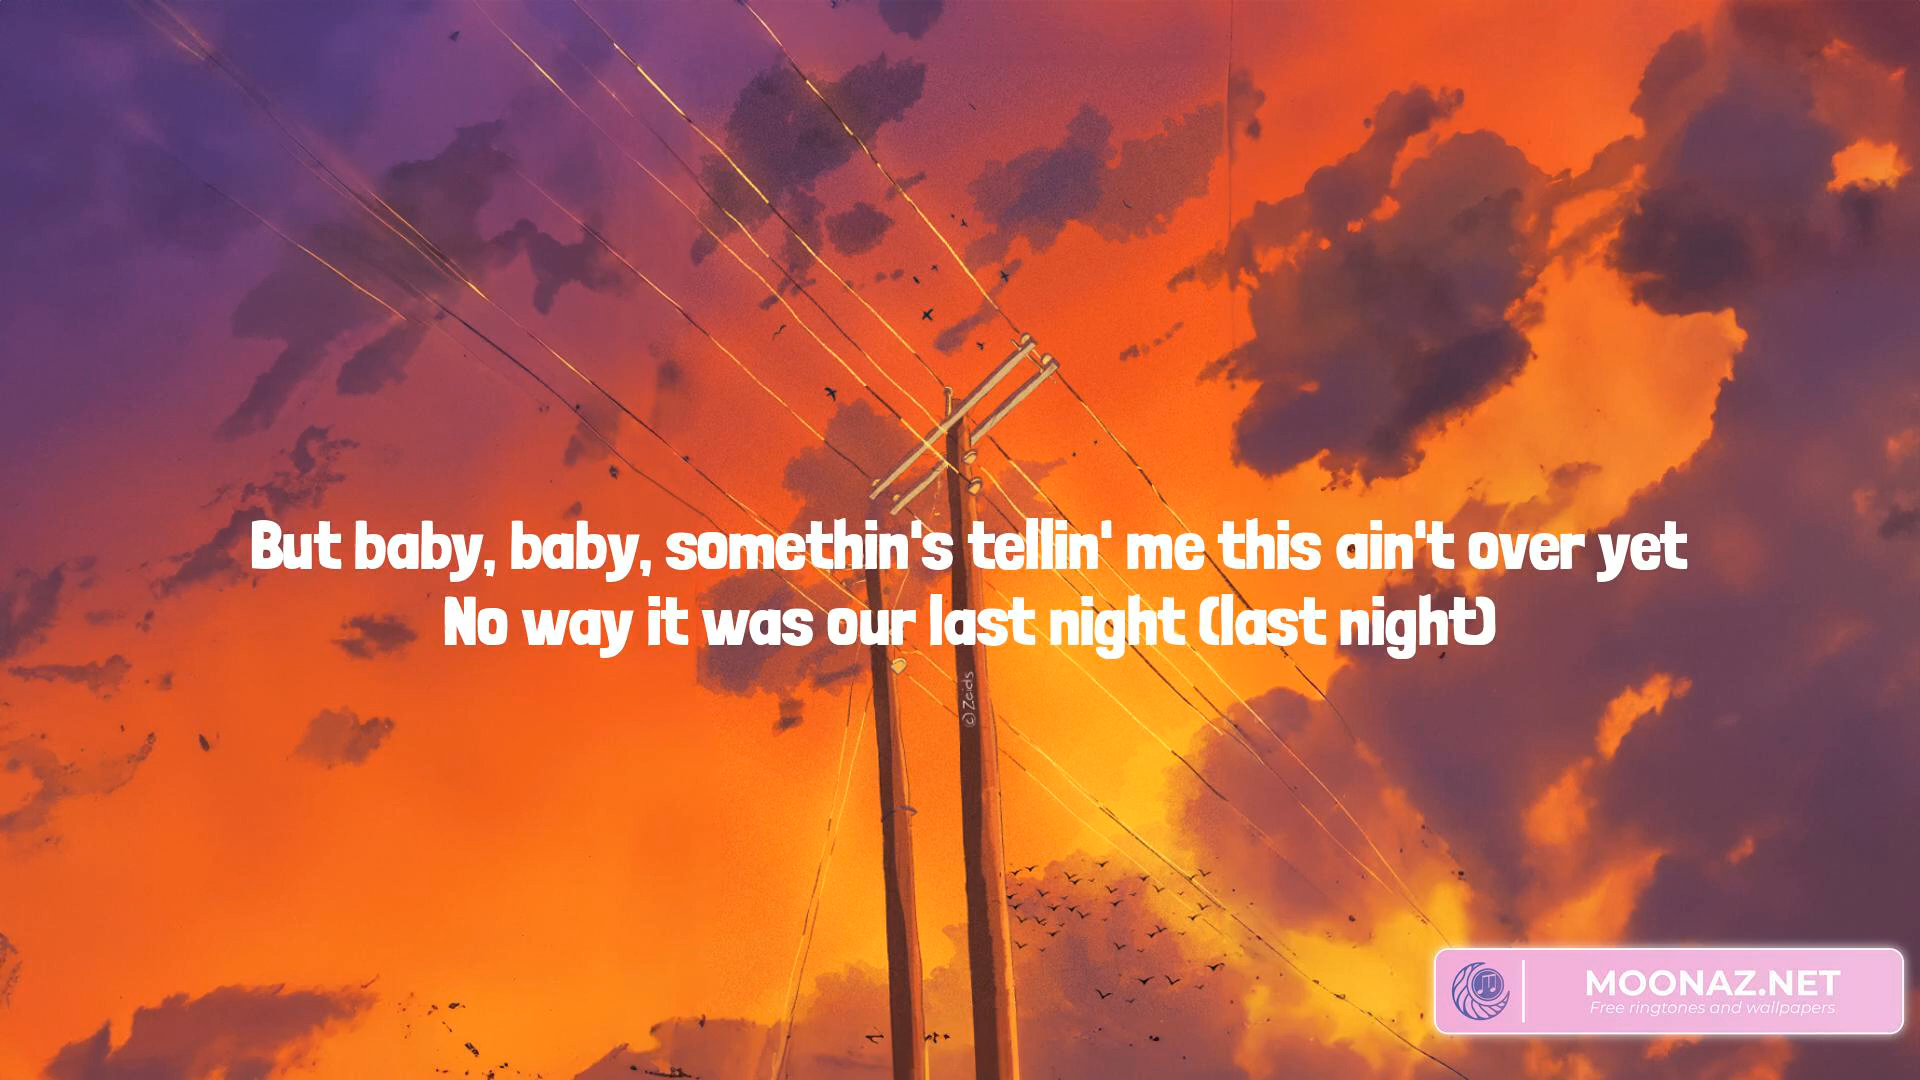 But baby, baby, somethin's tellin' me this ain't over yet
No way it was our last night (last night)
© Zaids
MOONAZ.NET
Free ringtones and wallpapers